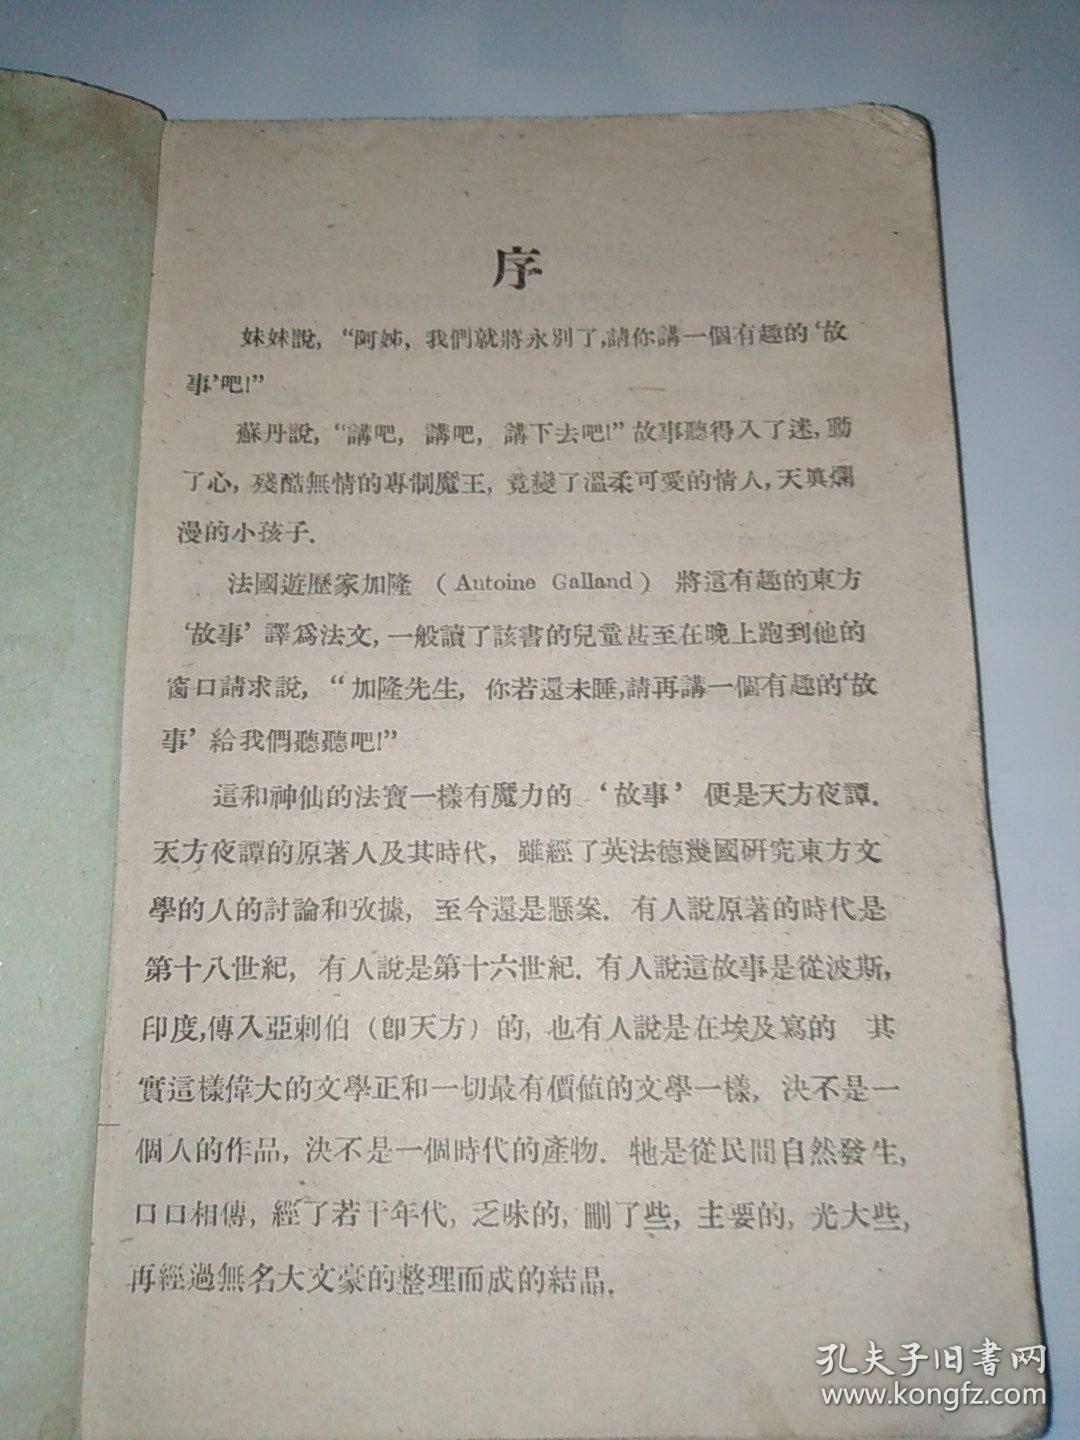 序
妹妹說，“阿姊，我們就將永別了，請你講一個有趣的‘故
事’吧！”
蘇丹說，“講吧，講吧，講下去吧！”故事聽得入了迷，動
了心，殘酷無情的專制魔王，竟變了溫柔可愛的情人，天眞爛
漫的小孩子．
法國遊歷家加隆（Antoine Galland）將這有趣的東方
‘故事’譯爲法文，一般讀了該書的兒童甚至在晚上跑到他的
窗口請求說，“加隆先生，你若還未睡，請再講一個有趣的‘故
事’給我們聽聽吧！”
這和神仙的法寶一樣有魔力的‘故事’便是天方夜譚．
天方夜譚的原著人及其時代，雖經了英法德幾國研究東方文
學的人的討論和攷據，至今還是懸案．有人說原著的時代是
第十八世紀，有人說是第十六世紀．有人說這故事是從波斯，
印度，傳入亞剌伯（卽天方）的，也有人說是在埃及寫的　其
實這樣偉大的文學正和一切最有價値的文學一樣，決不是一
個人的作品，決不是一個時代的產物．牠是從民間自然發生，
口口相傳，經了若干年代，乏味的，刪了些，主要的，光大些，
再經過無名大文豪的整理而成的結晶．
孔夫子旧書网
www.kongfz.com